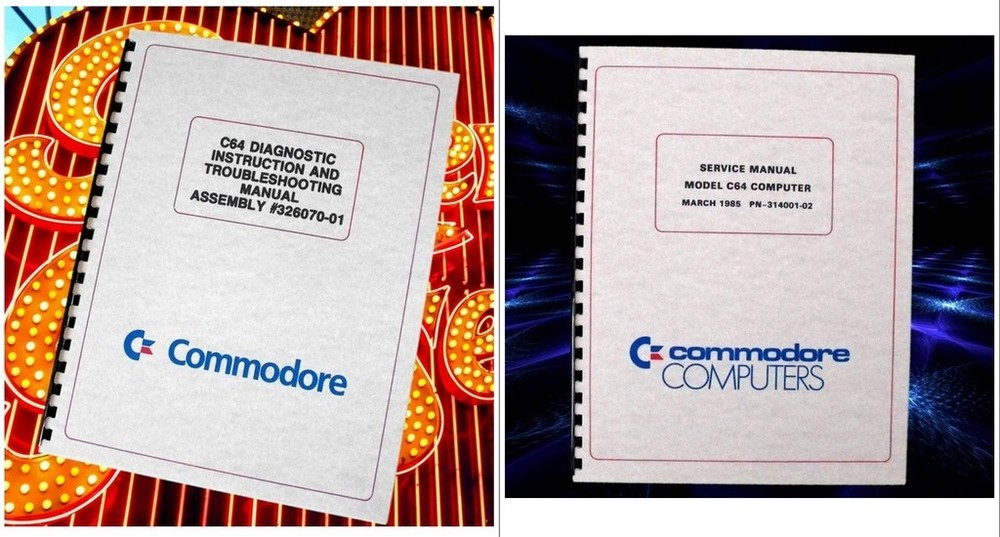 C64 DIAGNOSTIC
INSTRUCTION AND
TROUBLESHOOTING
MANUAL
ASSEMBLY #326070-01
Commodore
SERVICE MANUAL
MODEL C64 COMPUTER
MARCH 1985 PN-314001-02
commodore
COMPUTERS